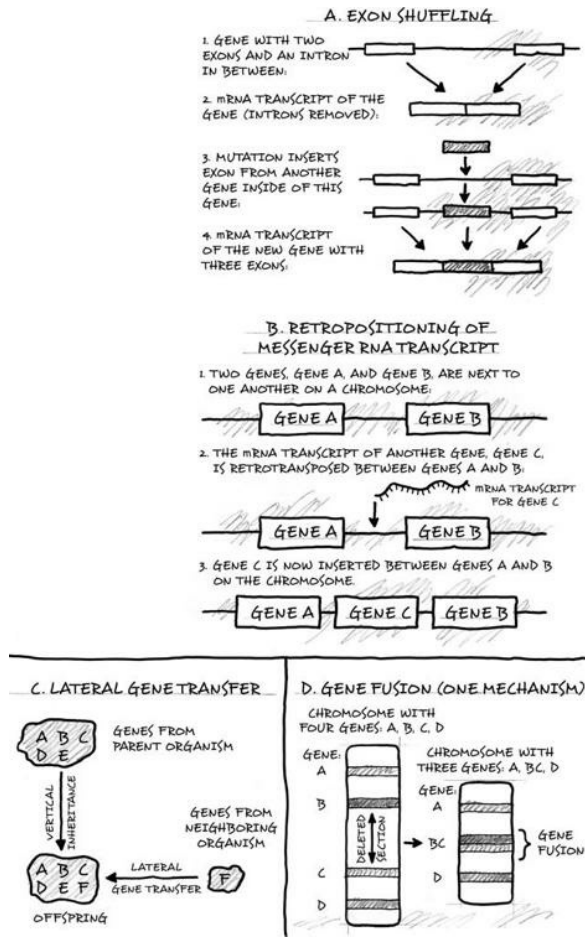 A. EXON SHUFFLING
1. GENE WITH TWO
EXONS AND AN INTRON
IN BETWEEN:
2. mRNA TRANSCRIPT OF THE
GENE (INTRONS REMOVED):
3. MUTATION INSERTS
EXON FROM ANOTHER
GENE INSIDE OF THIS
GENE:
4. mRNA TRANSCRIPT
OF THE NEW GENE WITH
THREE EXONS:
B. RETROPOSITIONING OF
MESSENGER RNA TRANSCRIPT
1. TWO GENES, GENE A, AND GENE B, ARE NEXT TO
ONE ANOTHER ON A CHROMOSOME:
GENE A GENE B
2. THE mRNA TRANSCRIPT OF ANOTHER GENE, GENE C,
IS RETROTRANSPOSED BETWEEN GENES A AND B:
mRNA TRANSCRIPT
FOR GENE C
GENE A GENE B
3. GENE C IS NOW INSERTED BETWEEN GENES A AND B
ON THE CHROMOSOME.
GENE A GENE C GENE B
C. LATERAL GENE TRANSFER
A B C
D E
GENES FROM
PARENT ORGANISM
VERTICAL
INHERITANCE
GENES FROM
NEIGHBORING
ORGANISM
A B C
D E F
LATERAL
GENE TRANSFER
F
OFFSPRING
D. GENE FUSION (ONE MECHANISM)
CHROMOSOME WITH
FOUR GENES: A, B, C, D
GENE:
A
B
DELETED
SECTION
C
D
CHROMOSOME WITH
THREE GENES: A, BC, D
GENE:
A
BC
D
GENE
FUSION